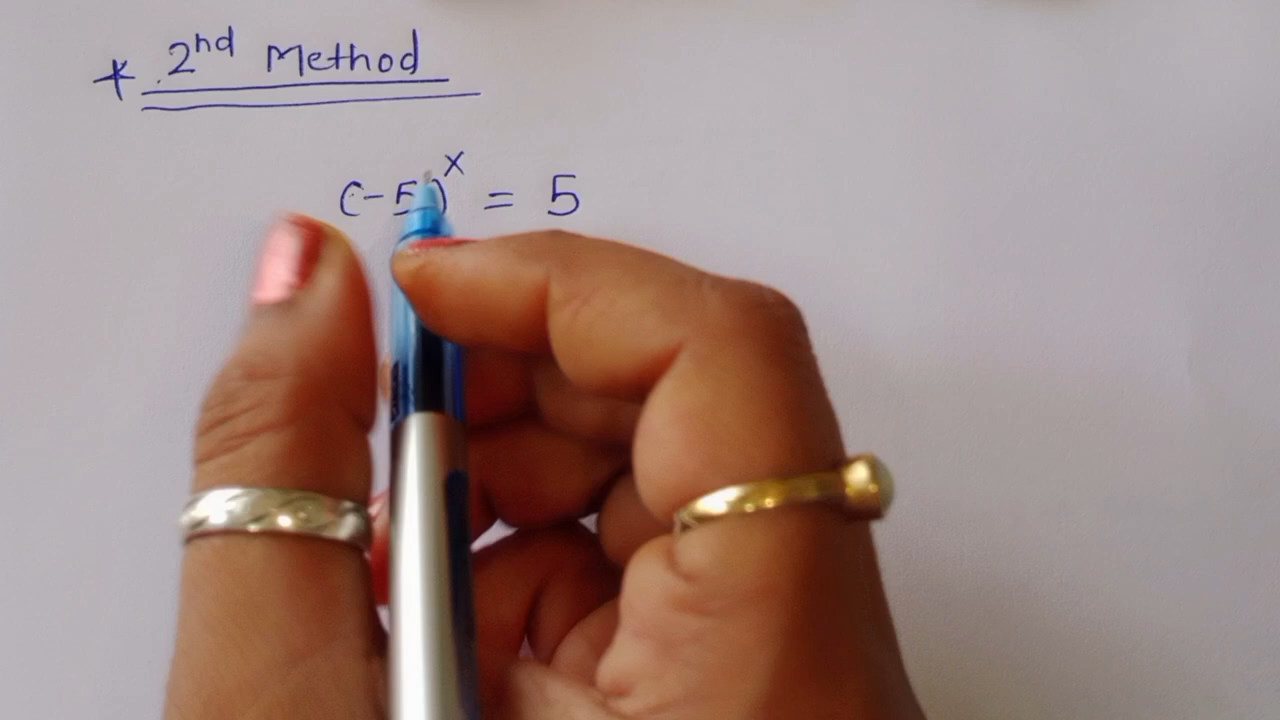 * 2nd Method
(-5)^x = 5